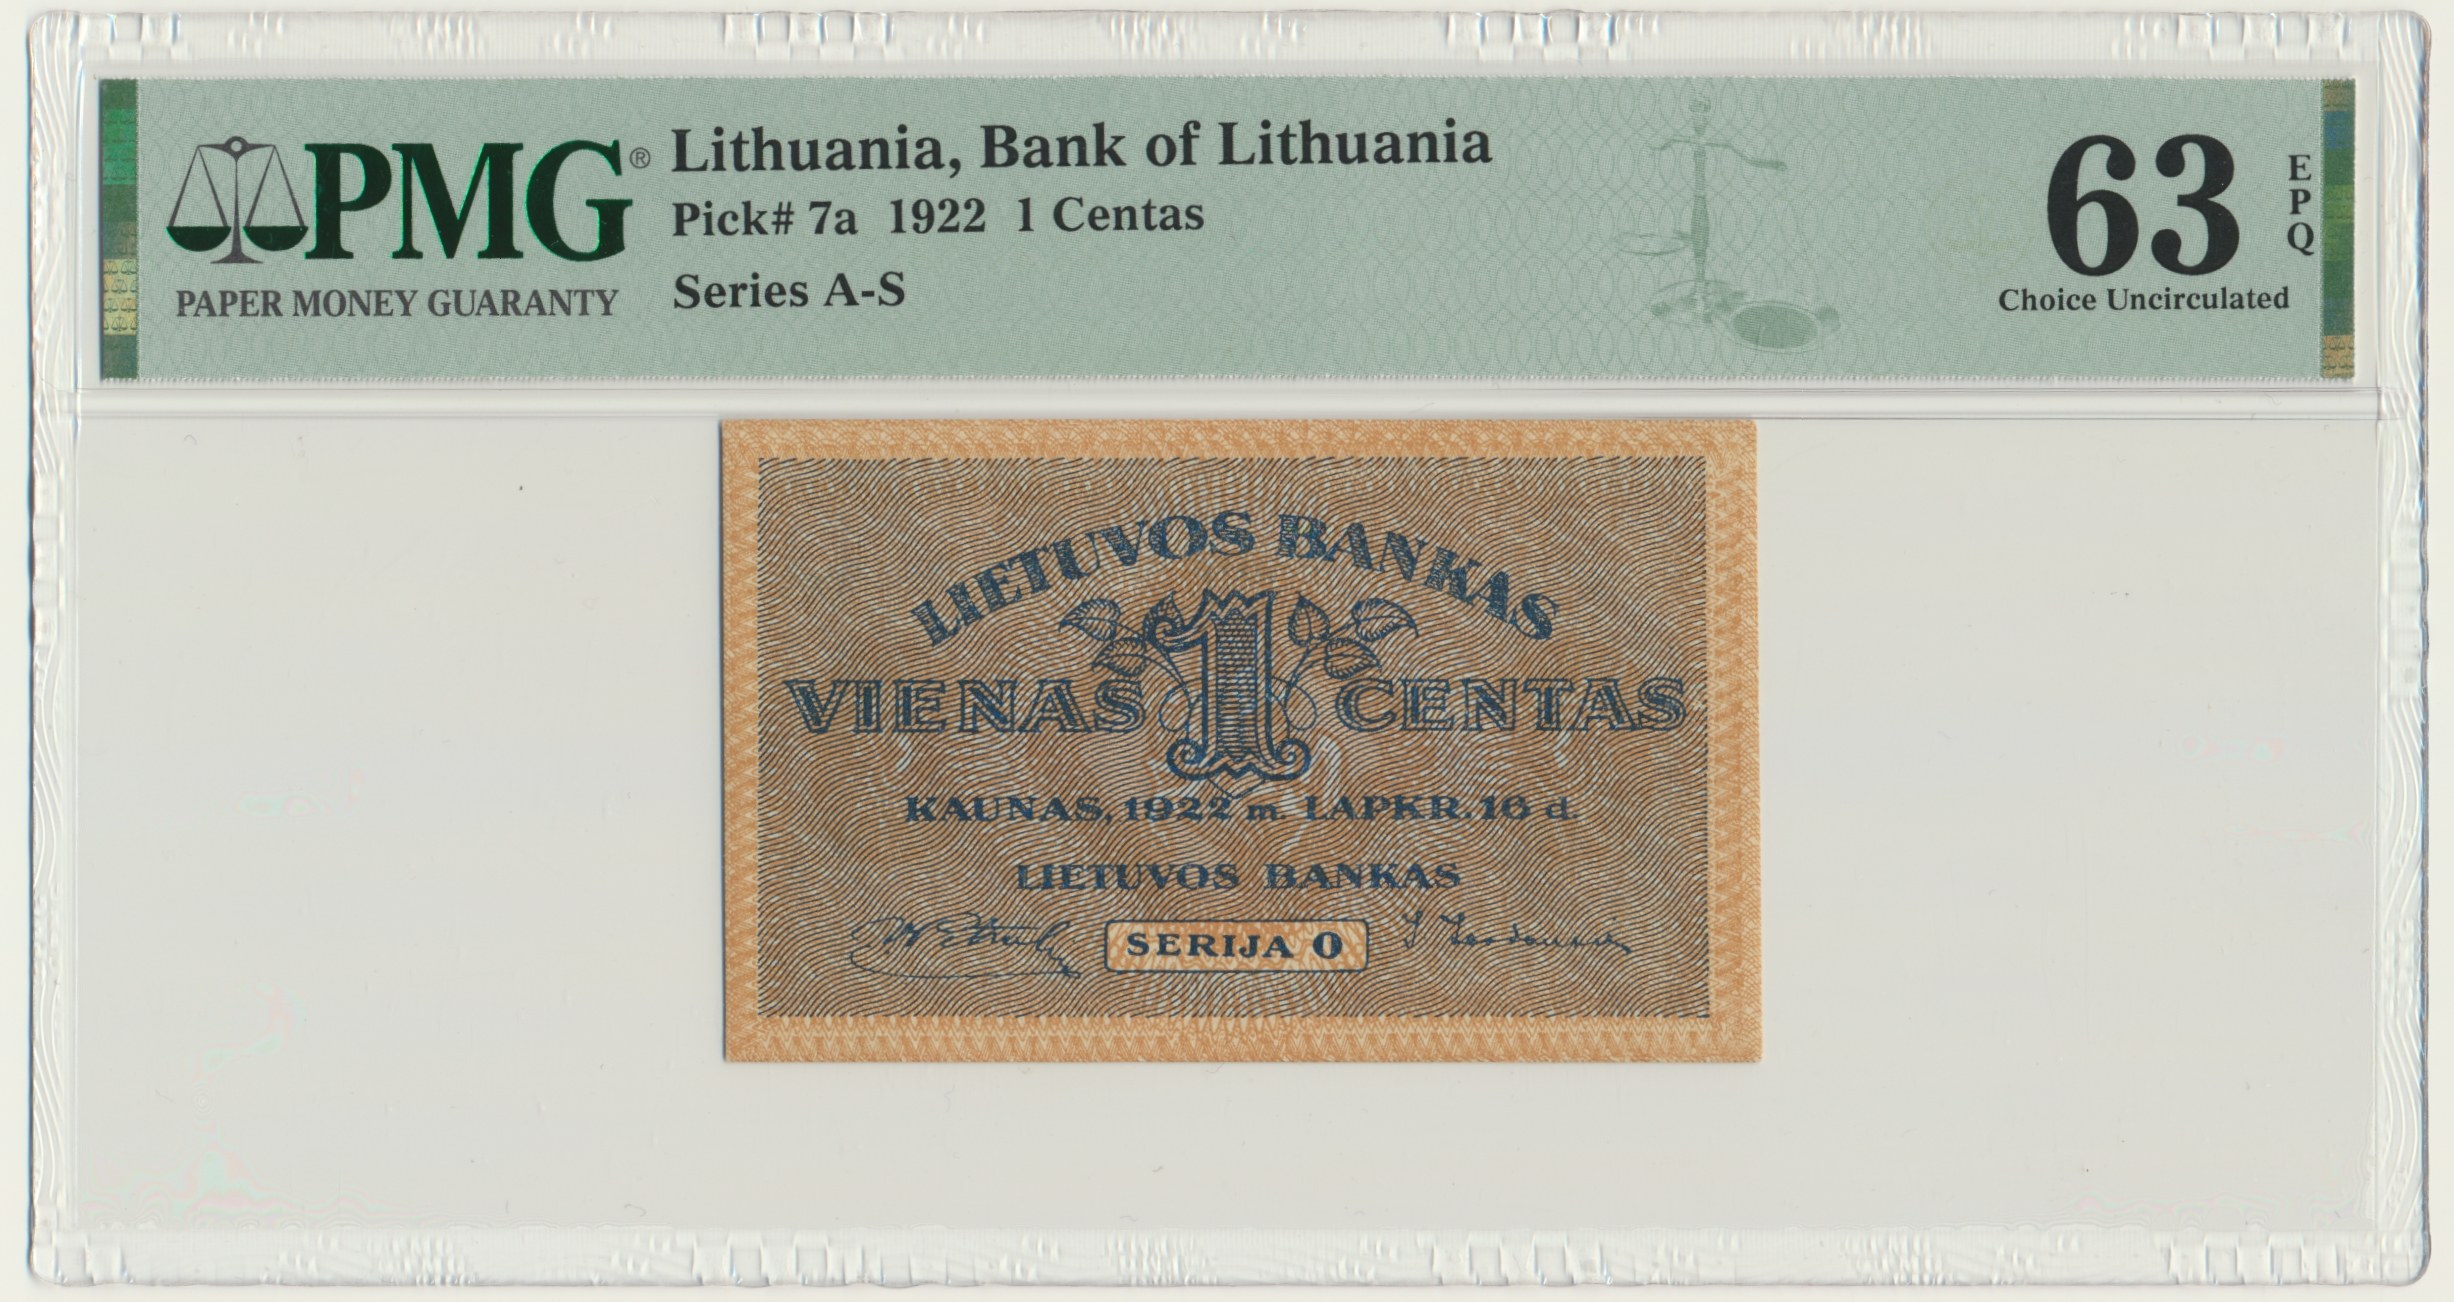 PMG®
PAPER MONEY GUARANTY
Lithuania, Bank of Lithuania
Pick# 7a 1922 1 Centas
Series A-S
63
EPQ
Choice Uncirculated
LIETUVOS BANKAS
VIENAS 1 CENTAS
KAUNAS, 1922 m. LAPKR. 16 d.
LIETUVOS BANKAS
SERIJA O